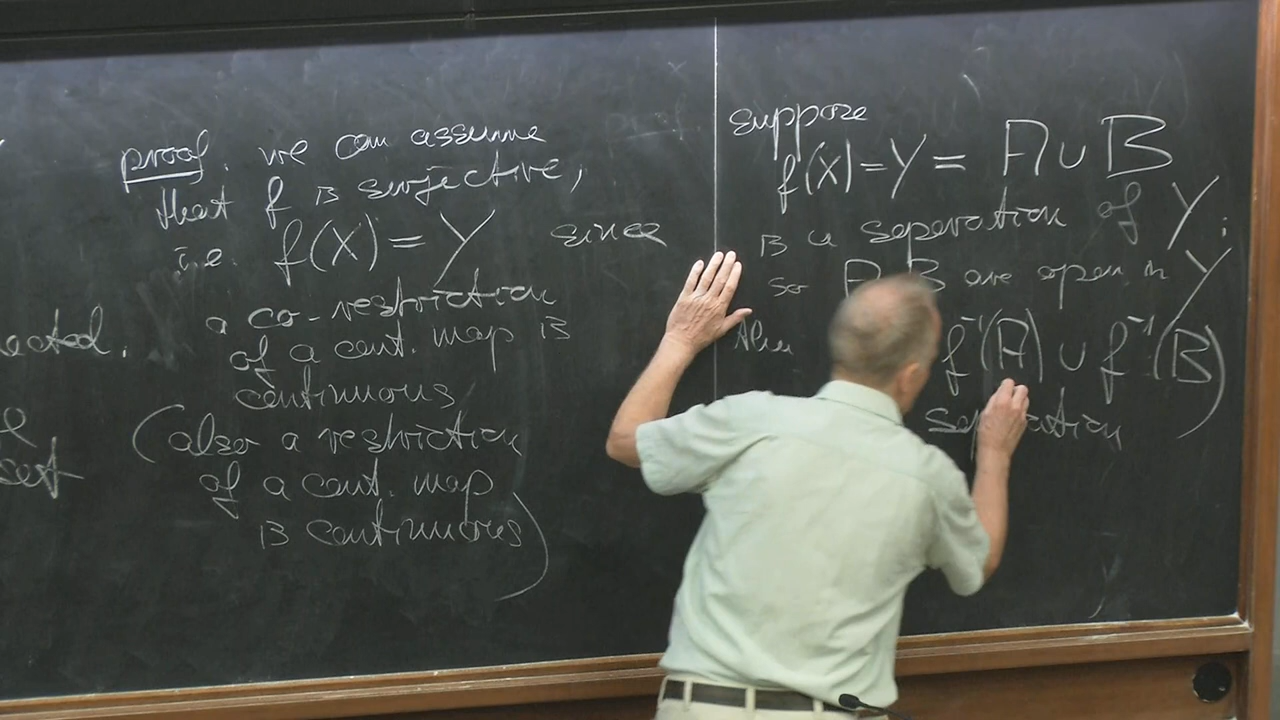 proof. we can assume
that f is surjective,
i.e. f(X) = Y since
a co-restriction
of a cont. map is
continuous
(also a restriction
of a cont. map
is continuous)
ected.
suppose
f(X) = Y = A ∪ B
is a separation of Y;
so A, B are open in Y
then f⁻¹(A) ∪ f⁻¹(B)